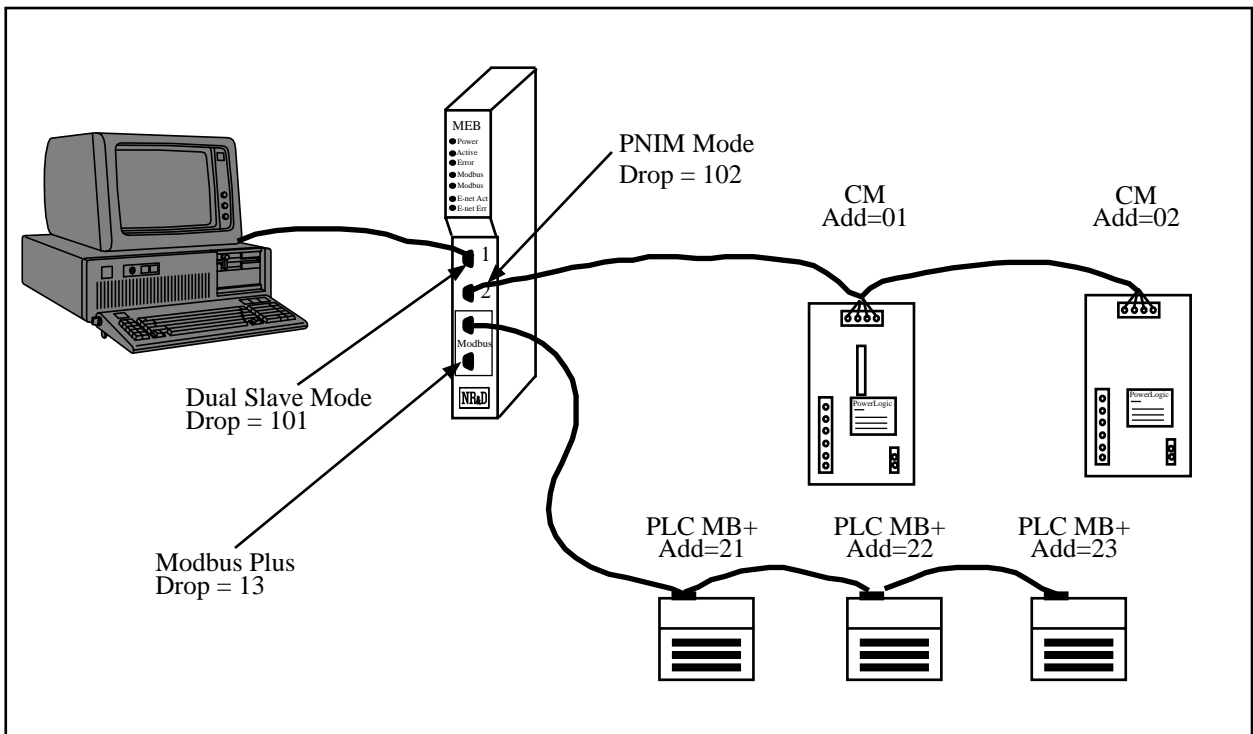 MEB
Power
Active
Error
Modbus
Modbus
E-net Act
E-net Err
1
2
Modbus
NR&D
PNIM Mode
Drop = 102
CM
Add=01
CM
Add=02
Dual Slave Mode
Drop = 101
PowerLogic
PowerLogic
Modbus Plus
Drop = 13
PLC MB+
Add=21
PLC MB+
Add=22
PLC MB+
Add=23